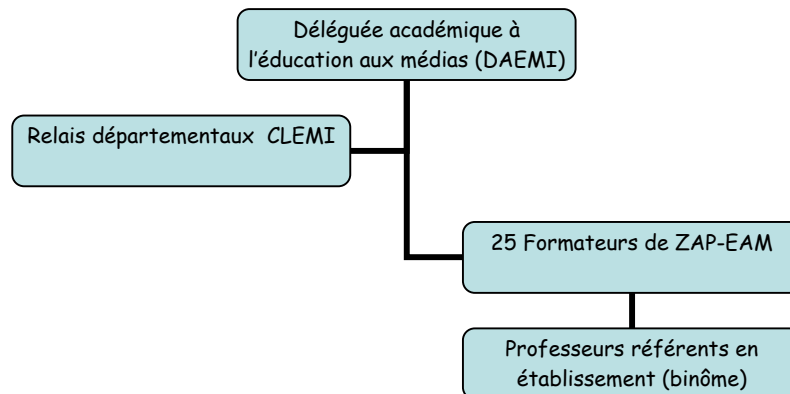 Déléguée académique à
l'éducation aux médias (DAEMI)
Relais départementaux CLEMI
25 Formateurs de ZAP-EAM
Professeurs référents en
établissement (binôme)